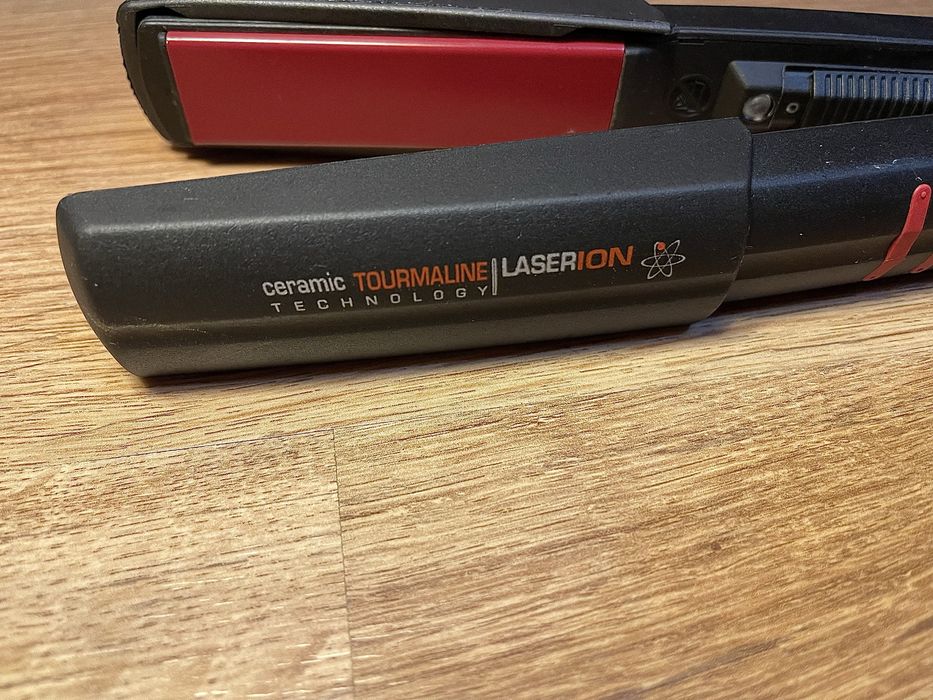 ceramic TOURMALINE | LASERION
TECHNOLOGY